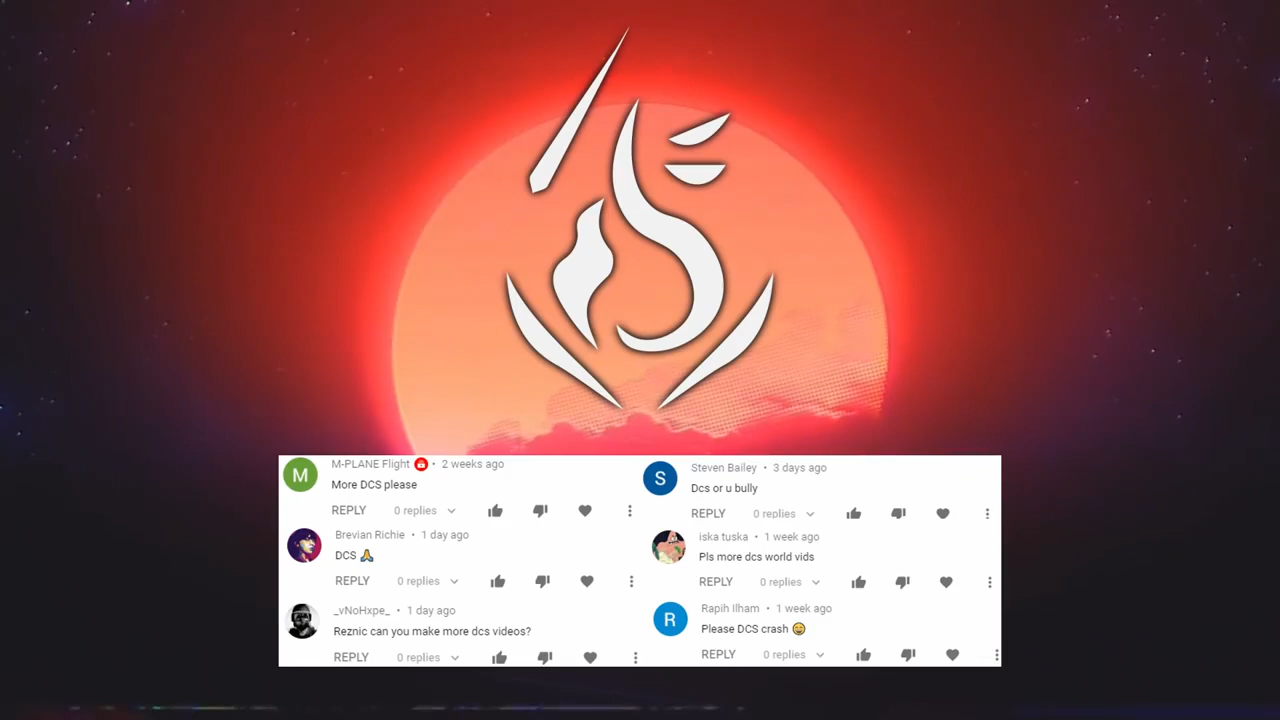 M
M-PLANE Flight • 2 weeks ago
More DCS please
REPLY 0 replies
Brevian Richie • 1 day ago
DCS 🙏
REPLY 0 replies
_vNoHxpe_ • 1 day ago
Reznic can you make more dcs videos?
REPLY 0 replies
S
Steven Bailey • 3 days ago
Dcs or u bully
REPLY 0 replies
iska tuska • 1 week ago
Pls more dcs world vids
REPLY 0 replies
R
Rapih Ilham • 1 week ago
Please DCS crash 😄
REPLY 0 replies